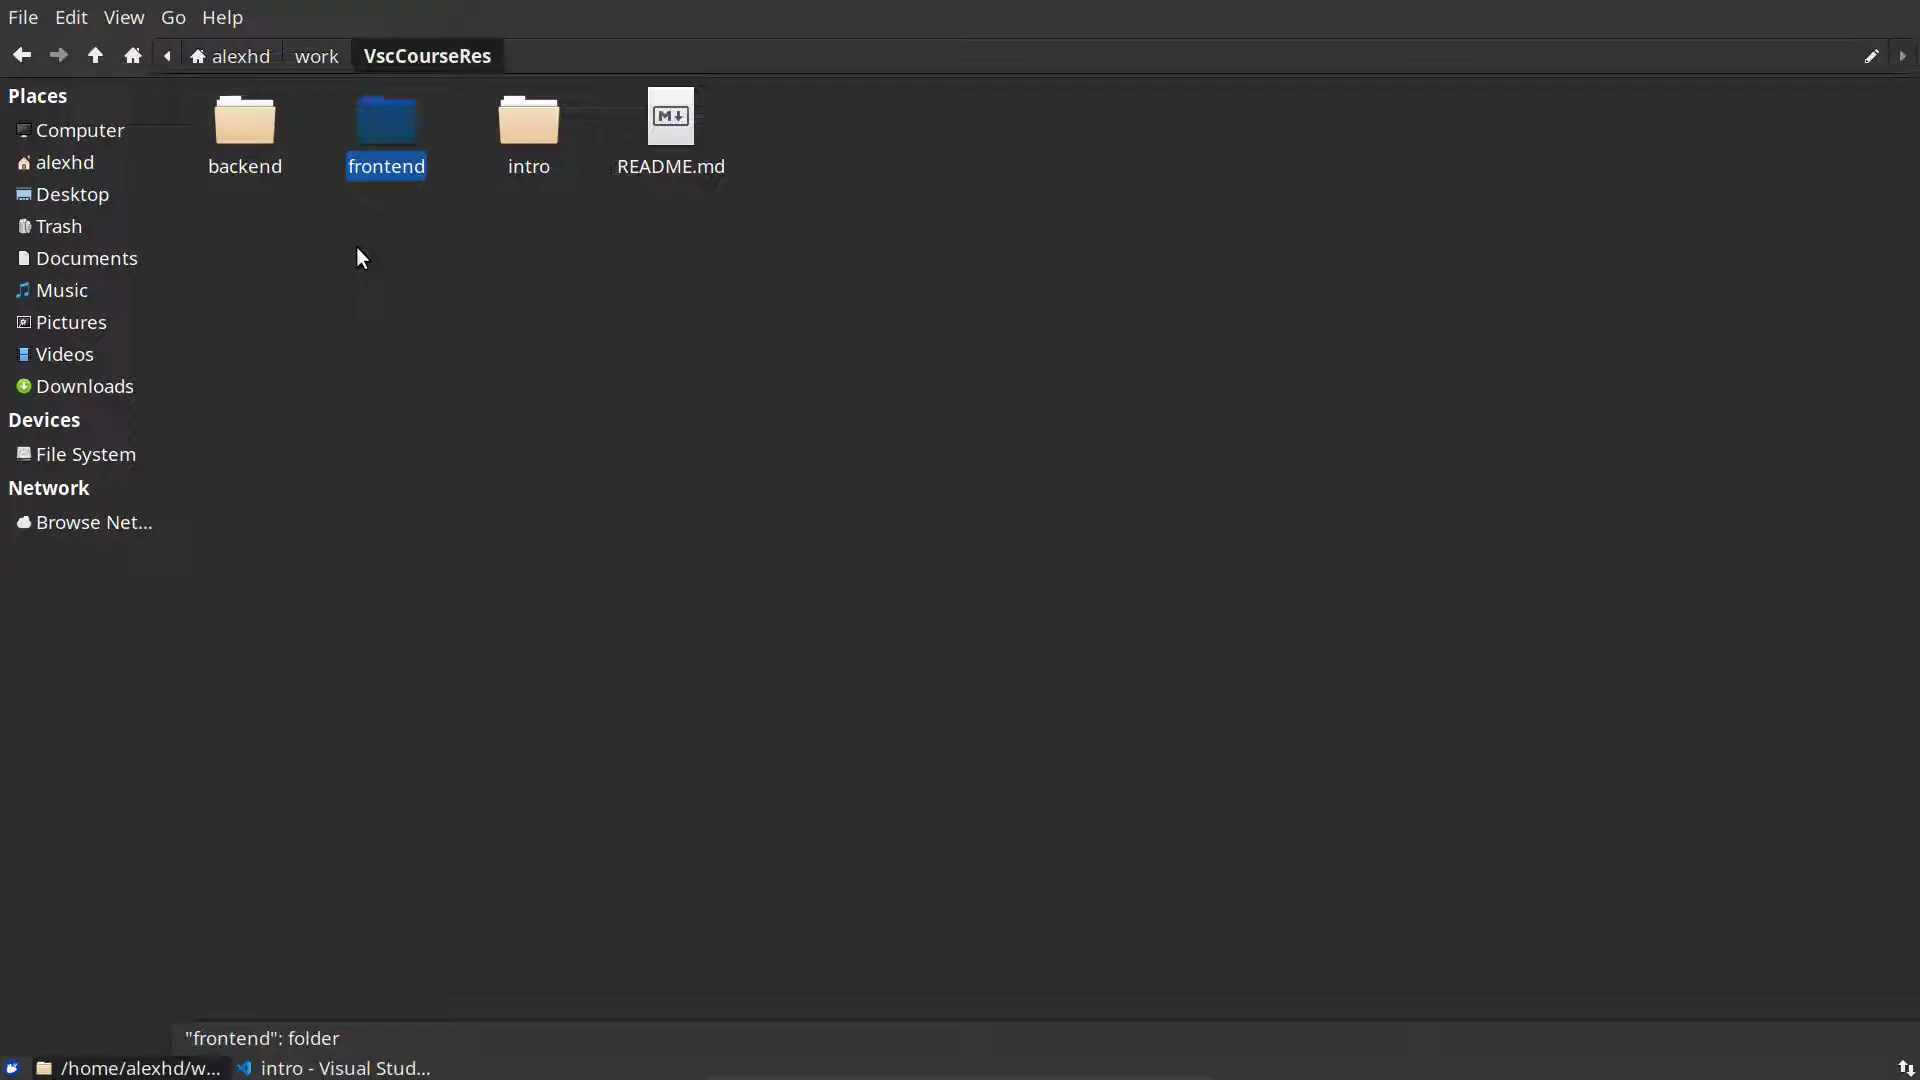 File Edit View Go Help
alexhd work VscCourseRes
Places
Computer
alexhd
Desktop
Trash
Documents
Music
Pictures
Videos
Downloads
Devices
File System
Network
Browse Net...
backend frontend intro README.md
M
"frontend": folder
/home/alexhd/w... intro - Visual Stud...